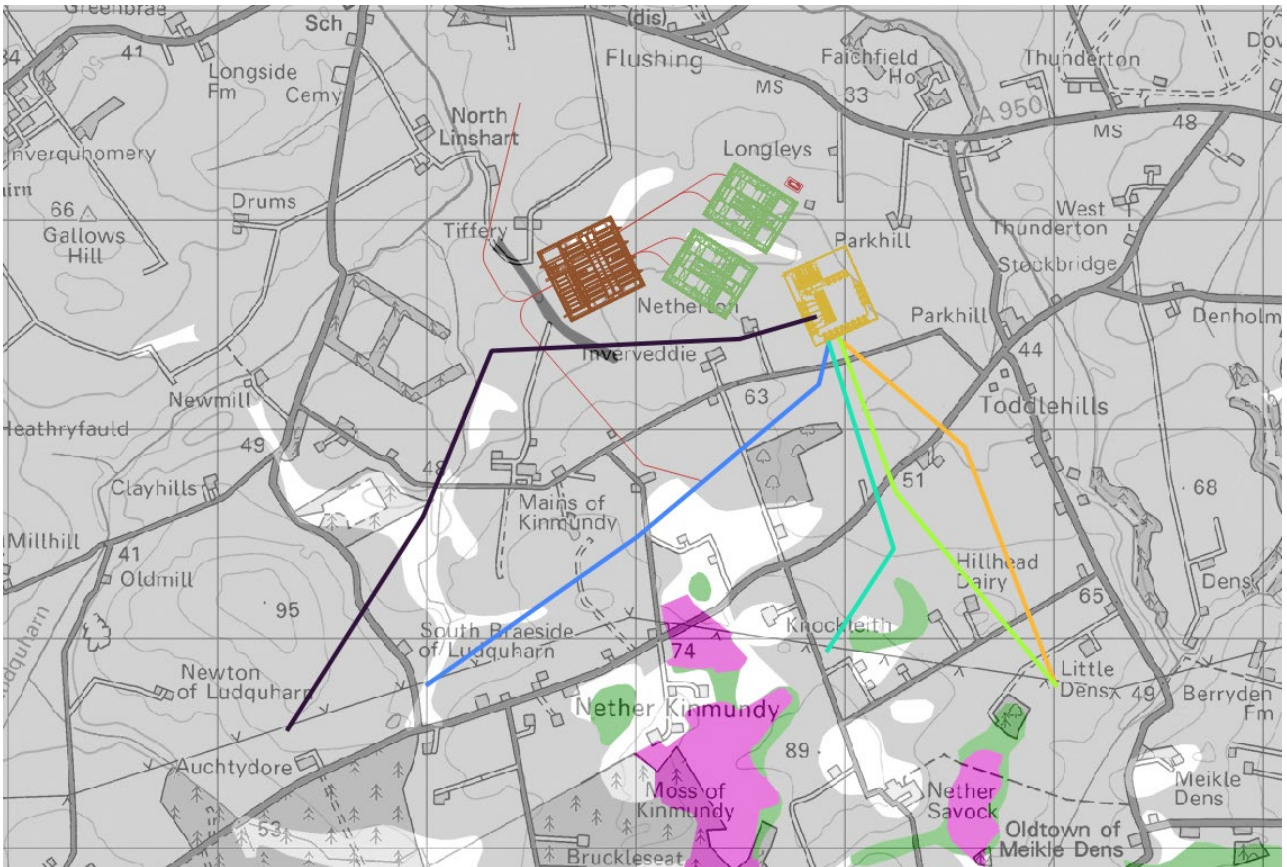 Greenbrae
Sch
(dis)
34
41
Longside
Fm
Cemy
50
Flushing
Faichfield
Ho
Thunderton
MS
33
A 950
MS
48
North
Linshart
Longleys
Inverquhomery
Drums
66
Gallows
Hill
Tiffery
Parkhill
West
Thunderton
Stockbridge
Netherton
Parkhill
Denholm
Inverveddie
44
Newmill
63
Toddlehills
Heathryfauld
49
48
51
Clayhills
Mains of
Kinmundy
68
Millhill
41
Oldmill
Hillhead
Dairy
Dens
95
65
South Braeside
of Ludquharn
Knockleith
74
Ludquharn
Newton
of Ludquharn
Little
Dens
49
Berryden
Fm
Nether Kinmundy
89
Auchtydore
Moss of
Kinmundy
Nether
Savock
Meikle
Dens
53
Oldtown of
Meikle Dens
Bruckleseat